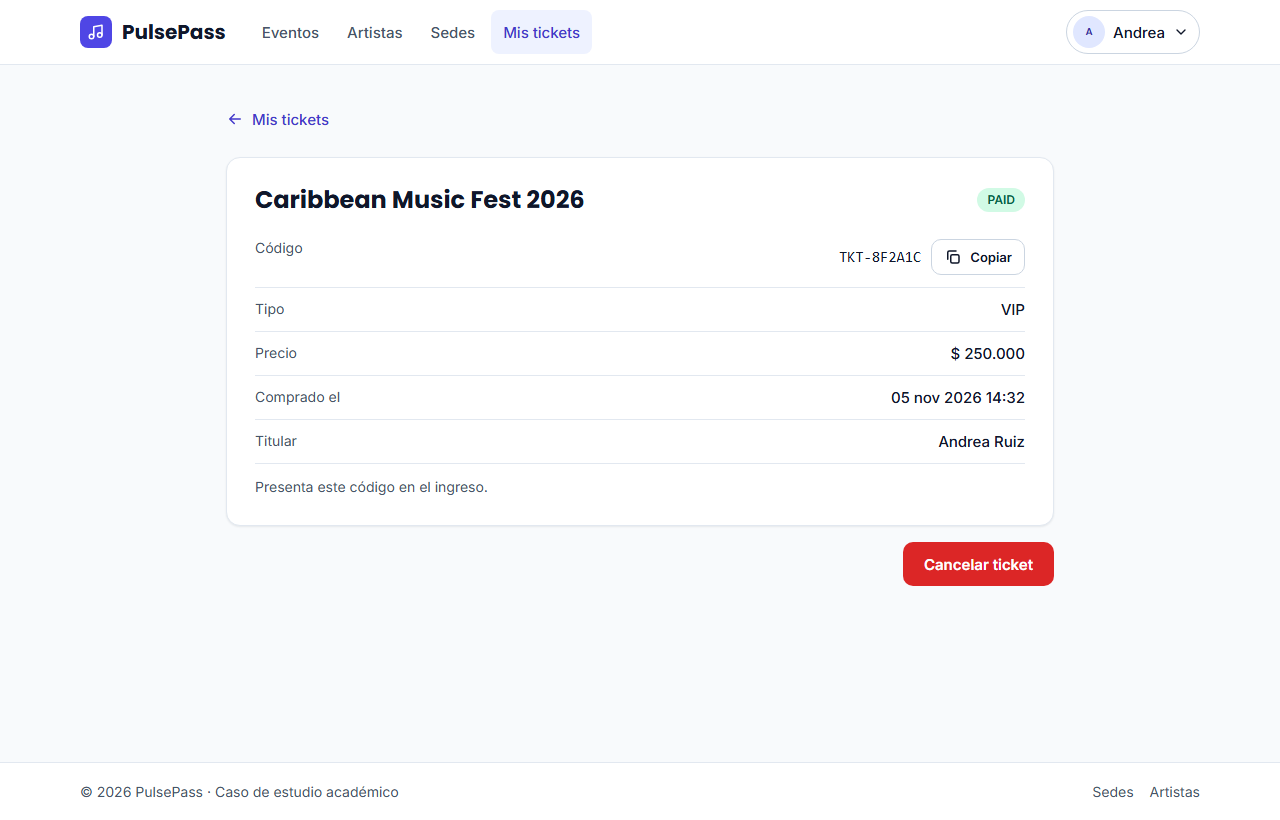 PulsePass Eventos Artistas Sedes Mis tickets A Andrea
← Mis tickets
Caribbean Music Fest 2026 PAID
Código TKT-8F2A1C Copiar
Tipo VIP
Precio $ 250.000
Comprado el 05 nov 2026 14:32
Titular Andrea Ruiz
Presenta este código en el ingreso.
Cancelar ticket
© 2026 PulsePass · Caso de estudio académico Sedes Artistas